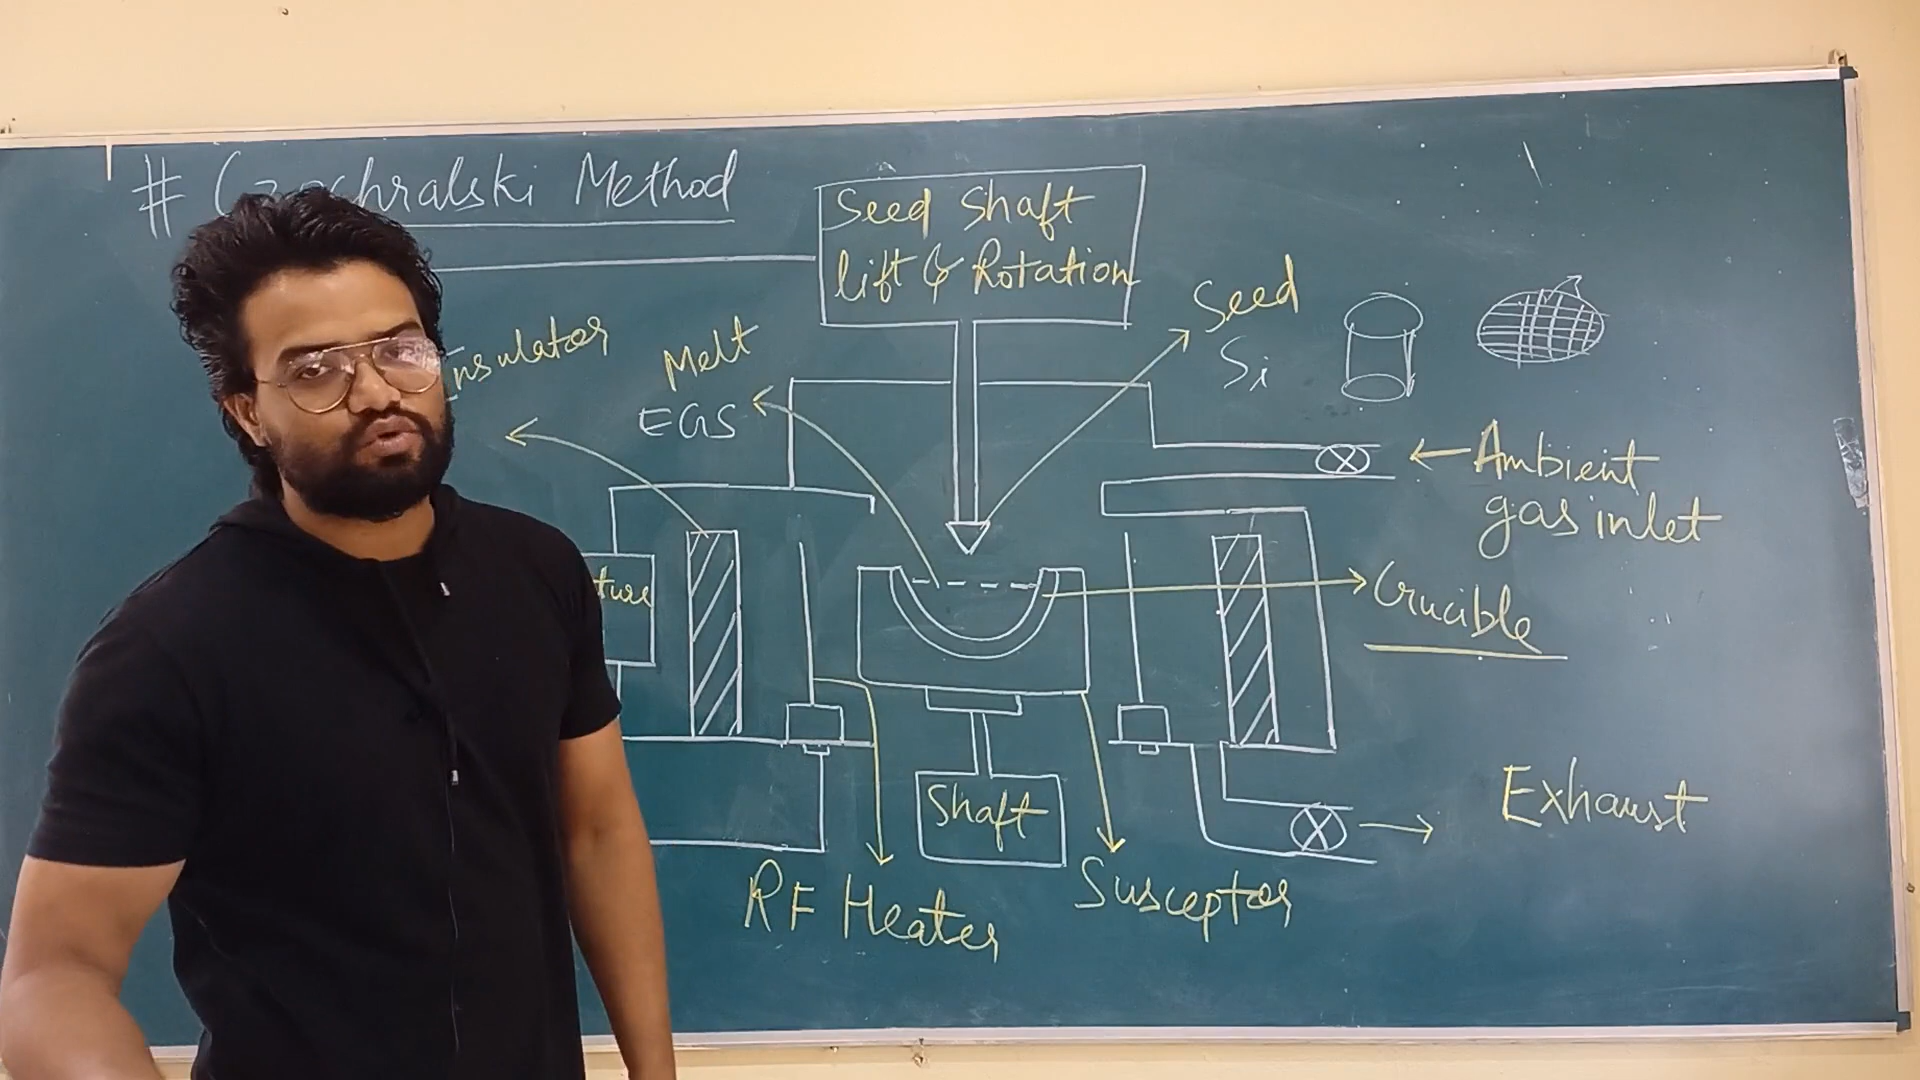 # Czochralski Method
Seed Shaft
lift & Rotation
Seed
Si
Insulator
Melt
EGS
Ambient
gas inlet
Crucible
Shaft
Exhaust
RF Heater
Susceptor